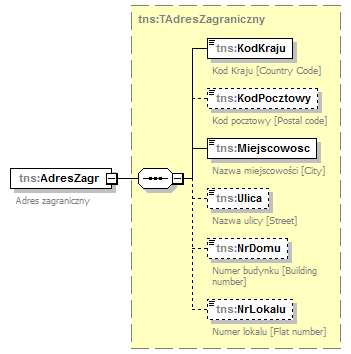 tns:TAdresZagraniczny
tns:KodKraju
Kod Kraju [Country Code]
tns:KodPocztowy
Kod pocztowy [Postal code]
tns:Miejscowosc
Nazwa miejscowości [City]
tns:AdresZagr
Adres zagraniczny
tns:Ulica
Nazwa ulicy [Street]
tns:NrDomu
Numer budynku [Building
number]
tns:NrLokalu
Numer lokalu [Flat number]